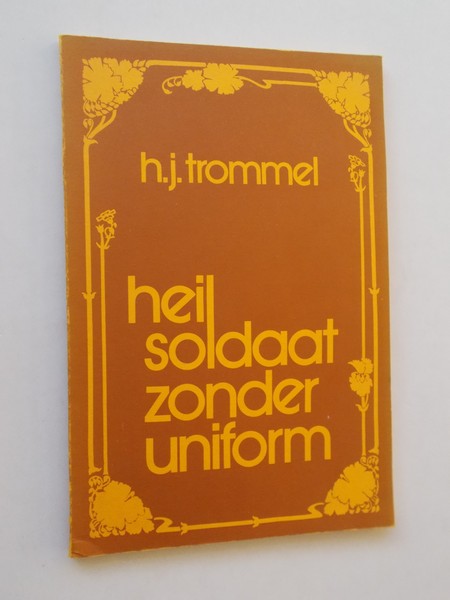 h.j. trommel
heil
soldaat
zonder
uniform